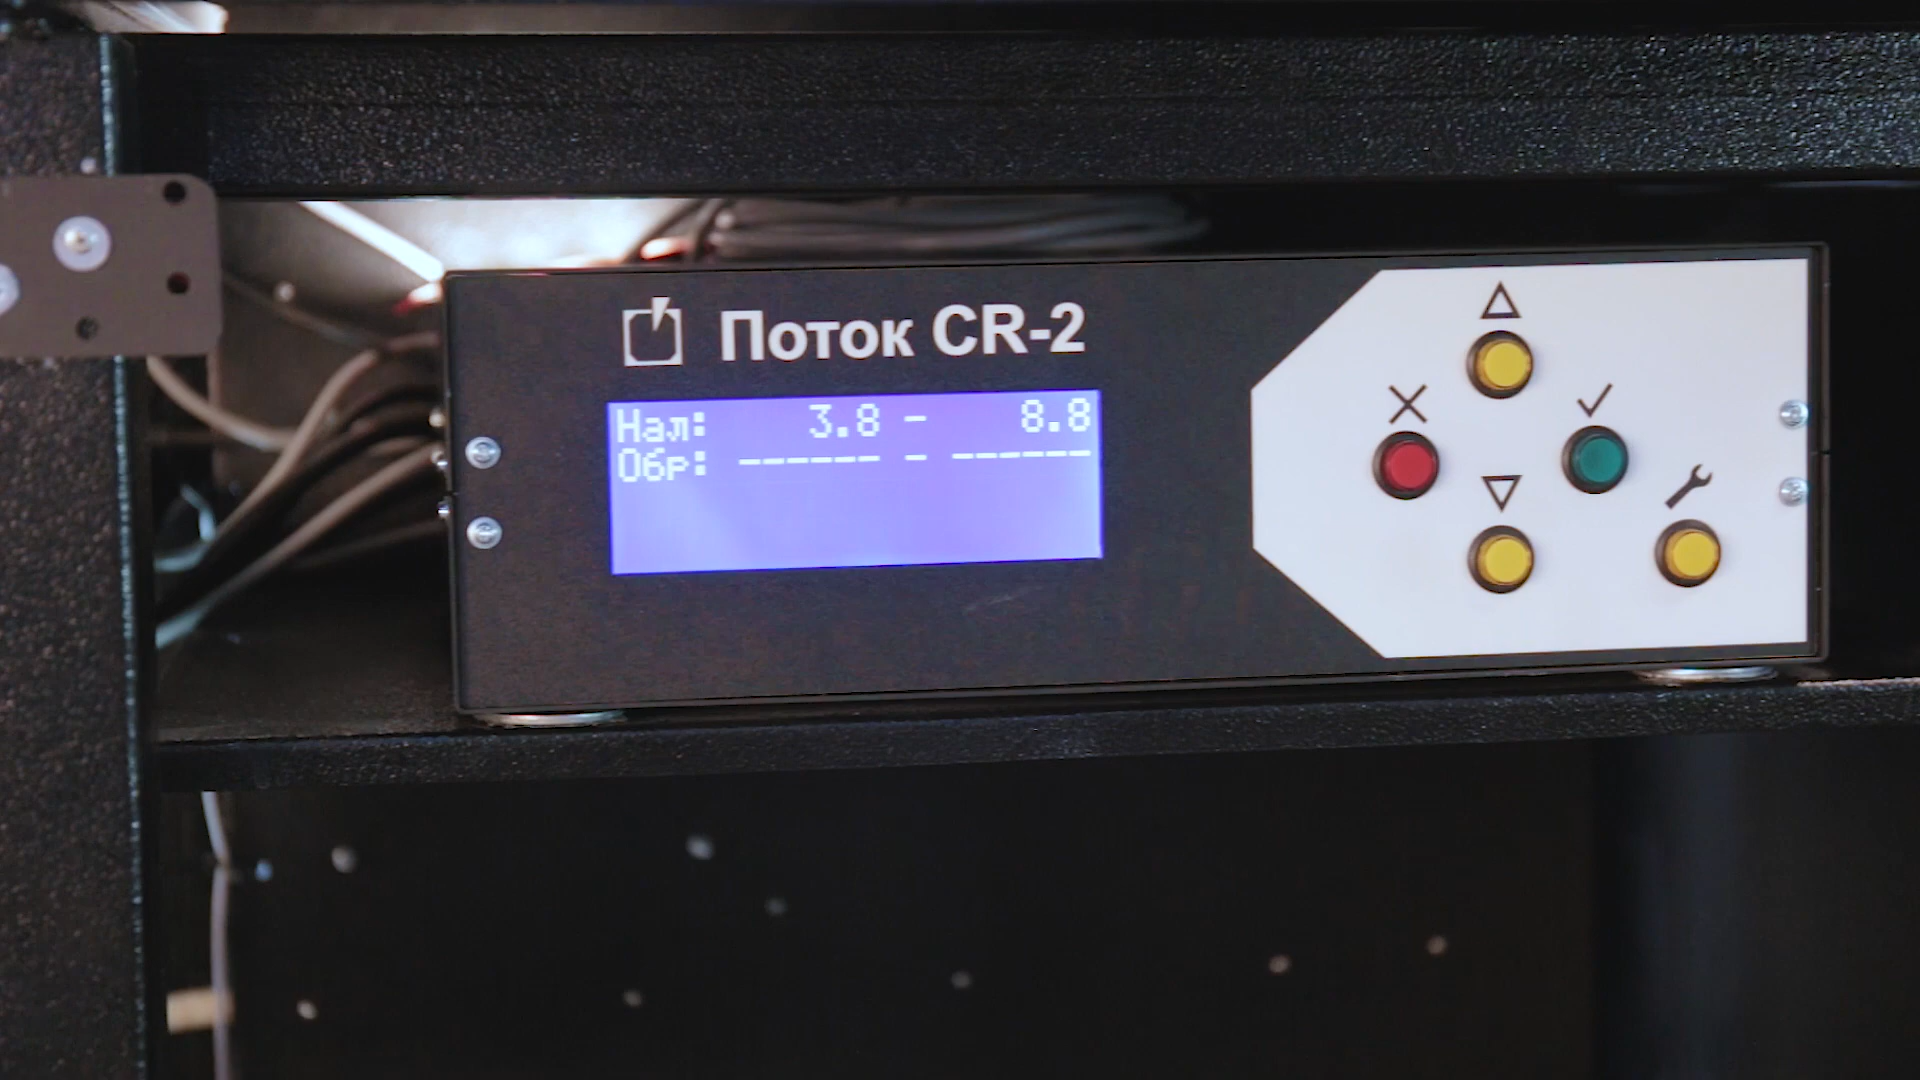 Поток CR-2
Нал: 3.8 - 8.8
Обр: ------ - ------